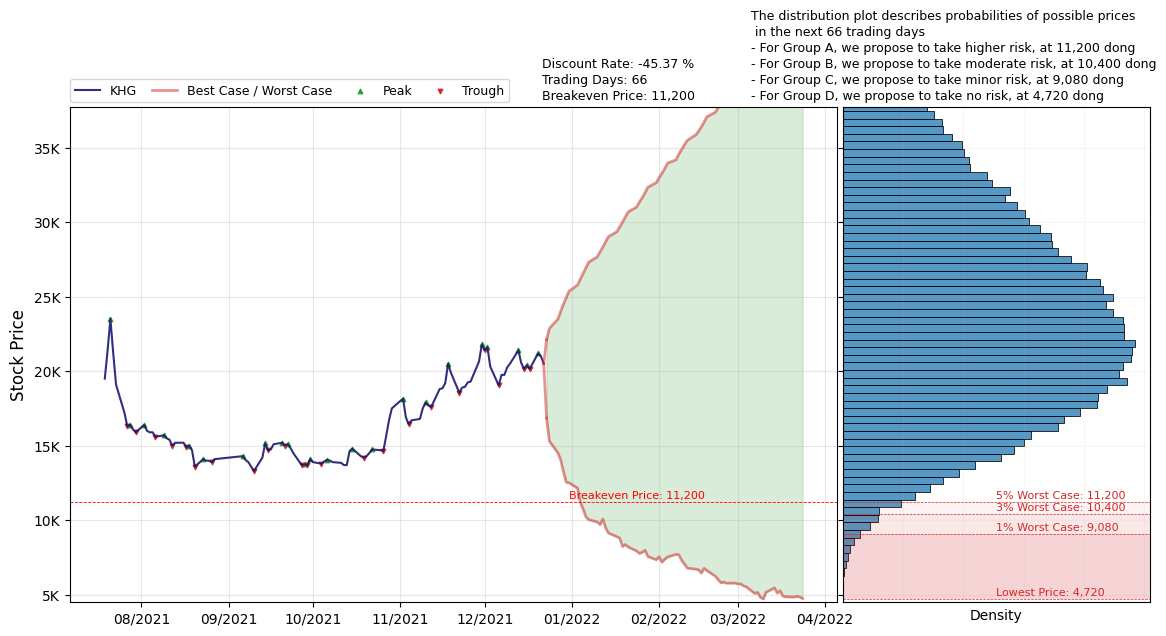 The distribution plot describes probabilities of possible prices
in the next 66 trading days
- For Group A, we propose to take higher risk, at 11,200 dong
- For Group B, we propose to take moderate risk, at 10,400 dong
- For Group C, we propose to take minor risk, at 9,080 dong
- For Group D, we propose to take no risk, at 4,720 dong
Discount Rate: -45.37 %
Trading Days: 66
Breakeven Price: 11,200
KHG
Best Case / Worst Case
Peak
Trough
Stock Price
35K
30K
25K
20K
15K
10K
5K
Breakeven Price: 11,200
5% Worst Case: 11,200
3% Worst Case: 10,400
1% Worst Case: 9,080
Lowest Price: 4,720
08/2021
09/2021
10/2021
11/2021
12/2021
01/2022
02/2022
03/2022
04/2022
Density